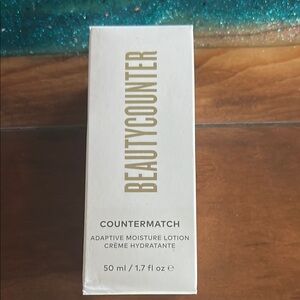 BEAUTYCOUNTER
COUNTERMATCH
ADAPTIVE MOISTURE LOTION
CRÈME HYDRATANTE
50 ml / 1.7 fl oz ℮